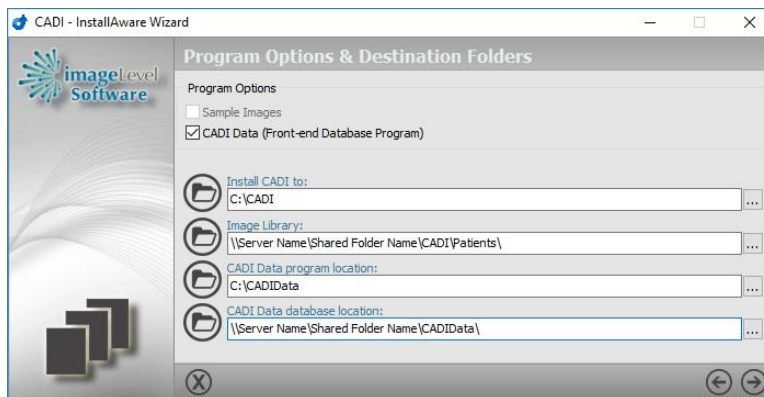 CADI - InstallAware Wizard
imageLevel
Software
Program Options & Destination Folders
Program Options
Sample Images
CADI Data (Front-end Database Program)
Install CADI to:
C:\CADI
...
Image Library:
\\Server Name\Shared Folder Name\CADI\Patients\
...
CADI Data program location:
C:\CADIData
...
CADI Data database location:
\\Server Name\Shared Folder Name\CADIData\
...